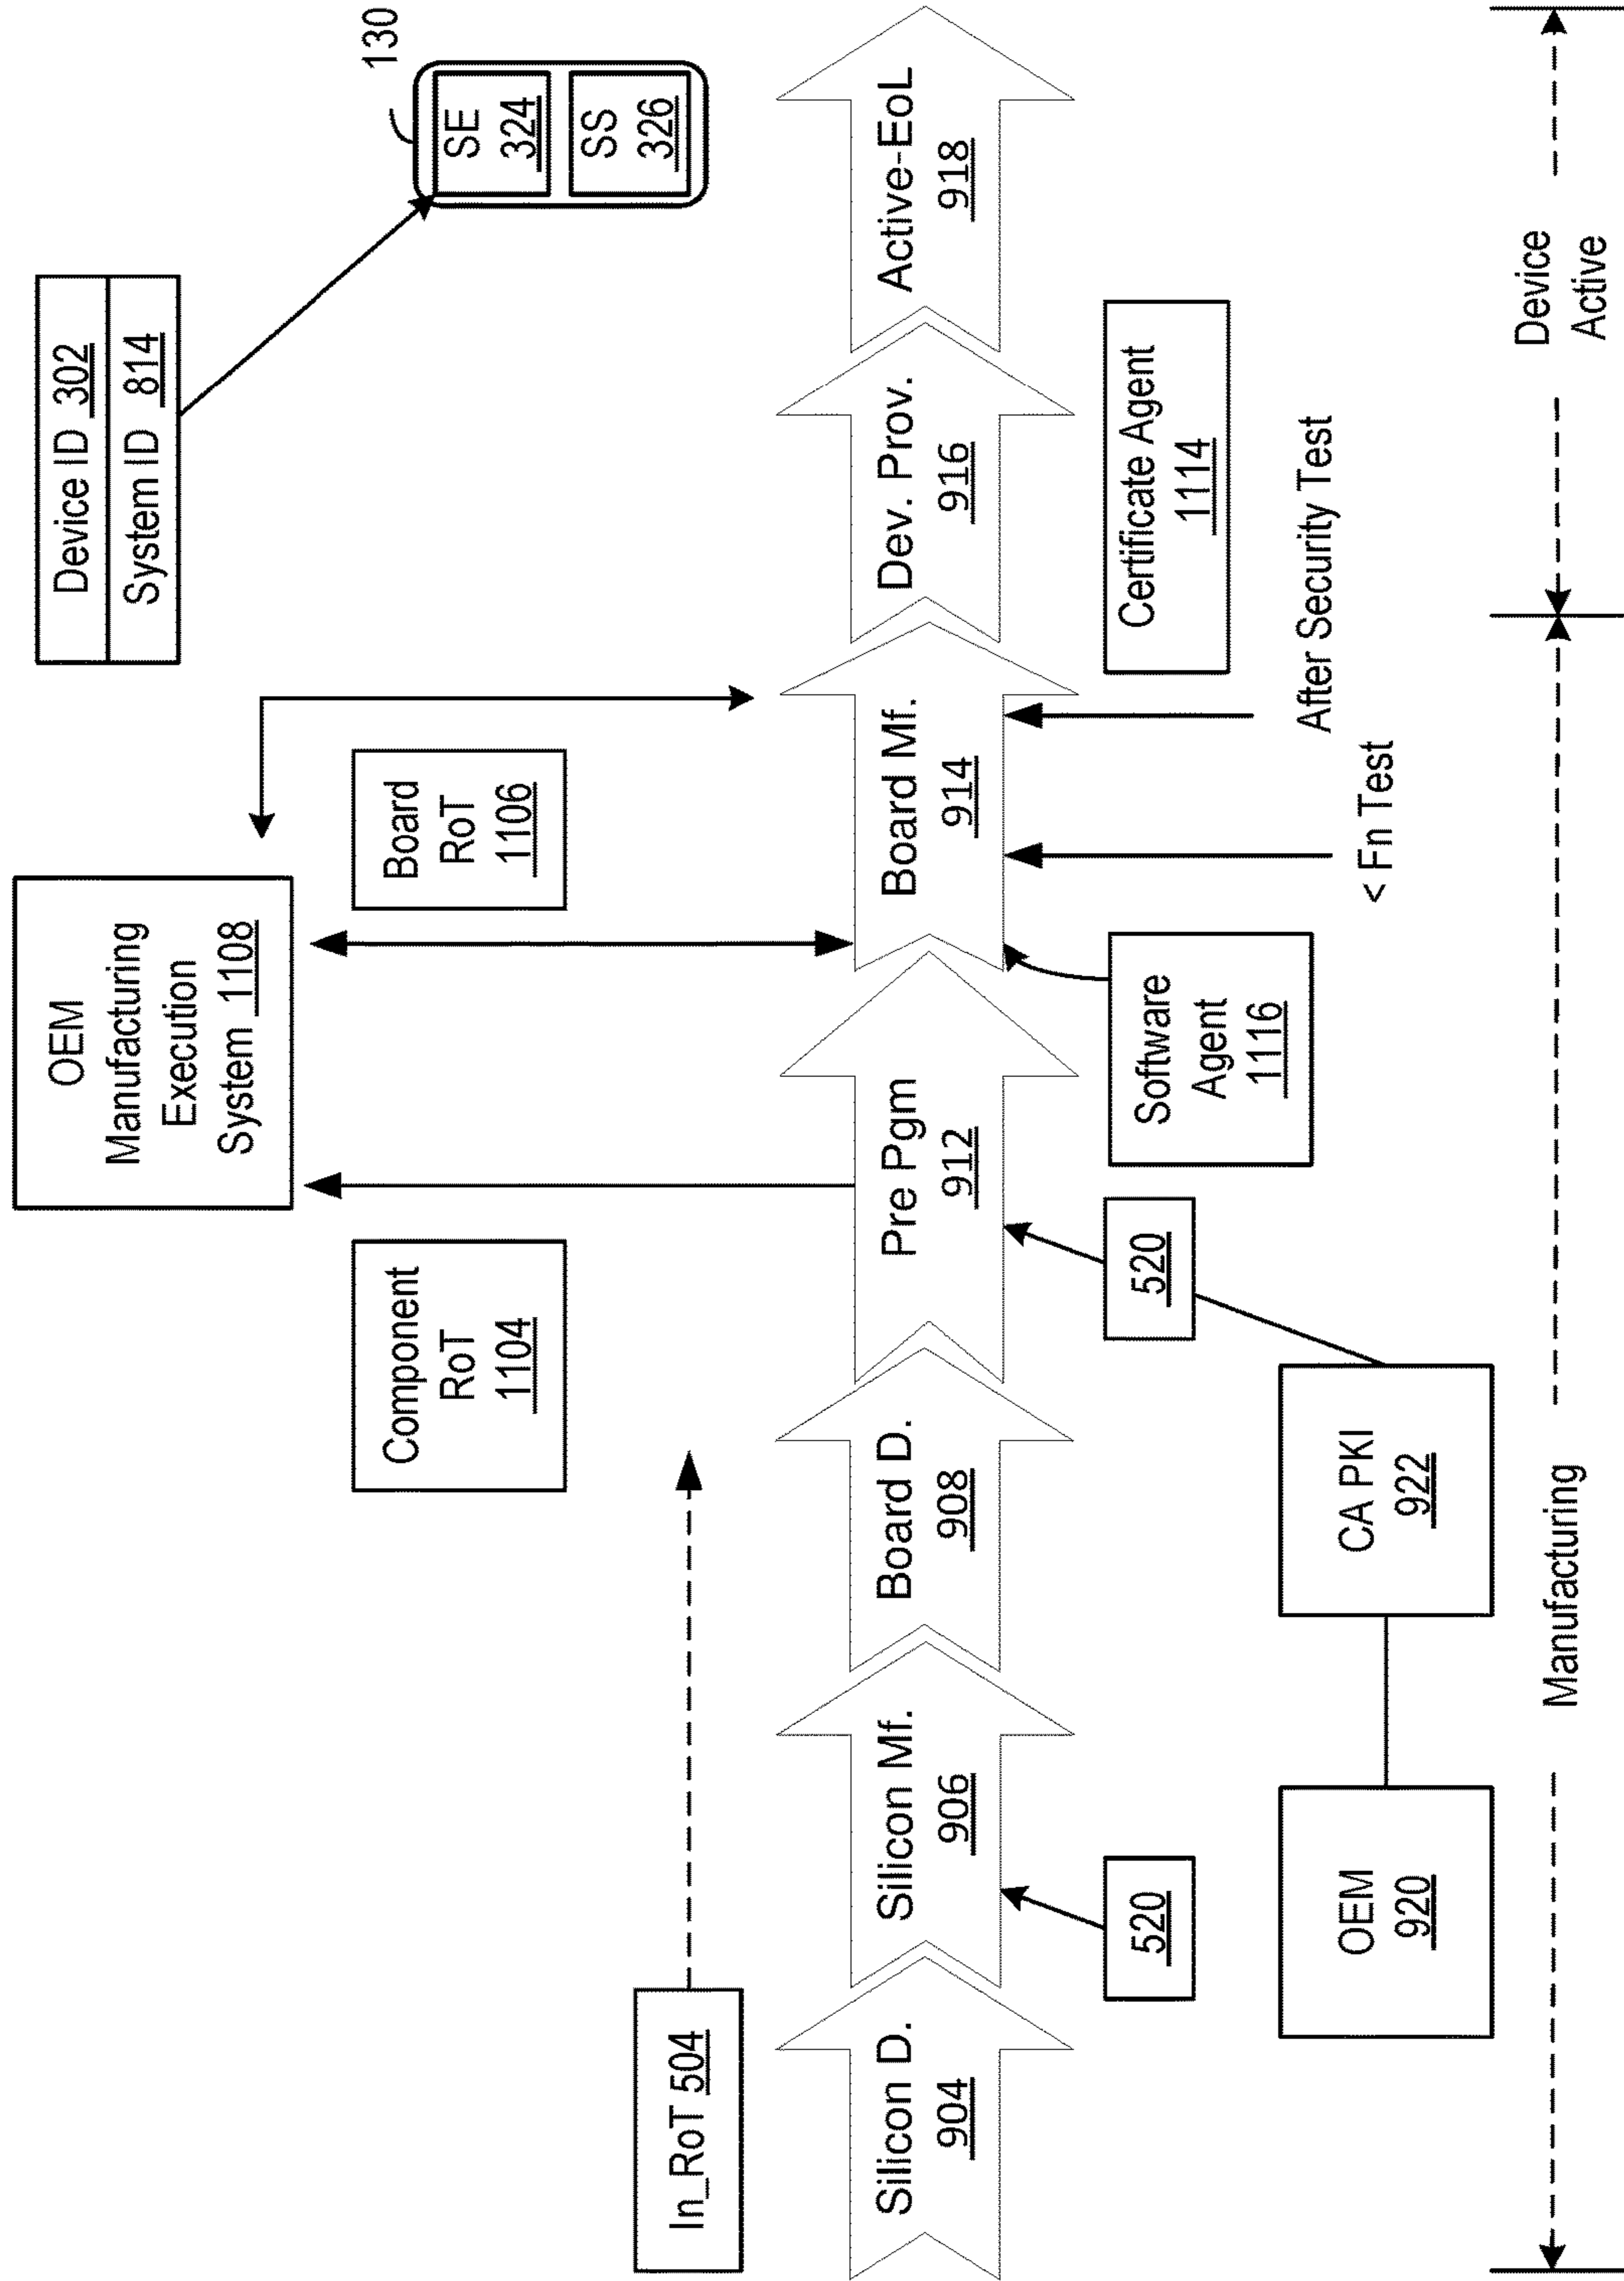 Device ID 302
System ID 814
130
SE
324
SS
326
OEM
Manufacturing
Execution
System 1108
Component
RoT
1104
Board
RoT
1106
In_RoT 504
Silicon D.
904
Silicon Mf.
906
Board D.
908
Pre Pgm
912
Board Mf.
914
Dev. Prov.
916
Active-EoL
918
520
520
Software
Agent
1116
Certificate Agent
1114
< Fn Test
After Security Test
OEM
920
CA PKI
922
Manufacturing
Device
Active